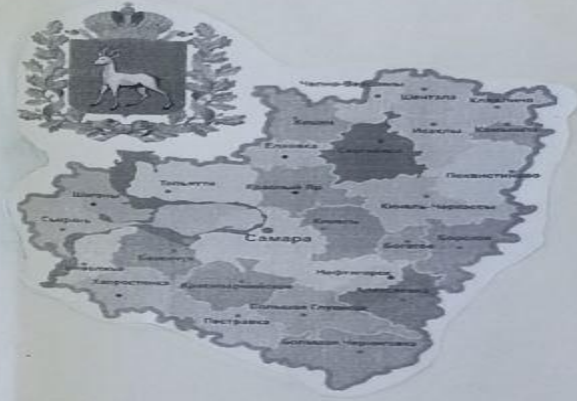 Челно-Вершины
Шентала
Клявлино
Кошки
Исаклы
Камышла
Елховка
Похвистнево
Тольятти
Красный Яр
Шигоны
Кинель-Черкассы
Сызрань
Кинель
Самара
Богатое
Борское
Безенчук
Нефтегорск
Хворостянка
Красноармейское
Алексеевка
Большая Глушица
Пестравка
Большая Черниговка